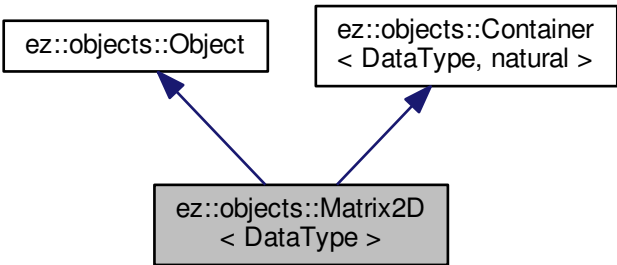 ez::objects::Object
ez::objects::Container
< DataType, natural >
ez::objects::Matrix2D
< DataType >